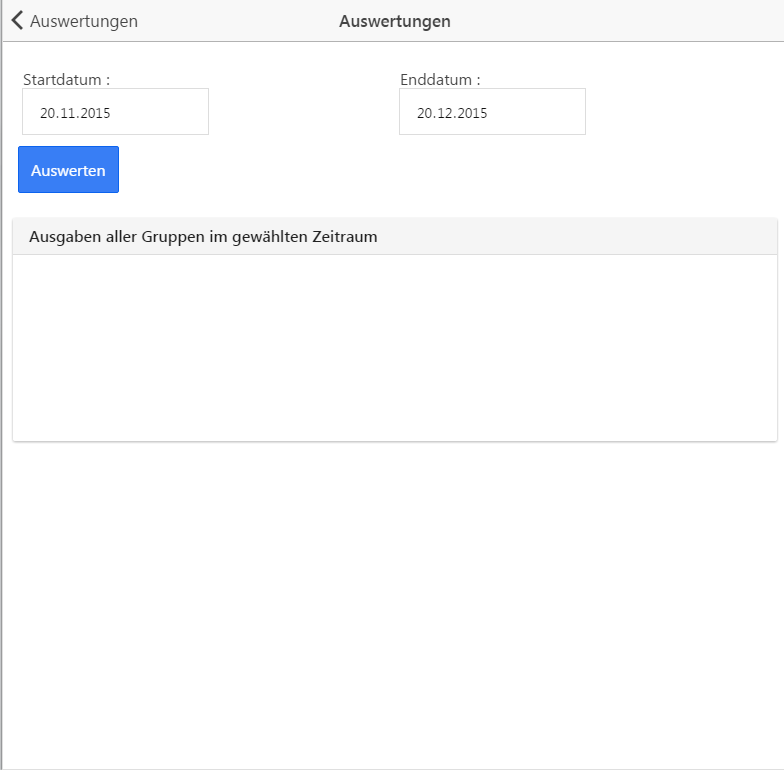 Auswertungen
Auswertungen
Startdatum :
Enddatum :
20.11.2015
20.12.2015
Auswerten
Ausgaben aller Gruppen im gewählten Zeitraum